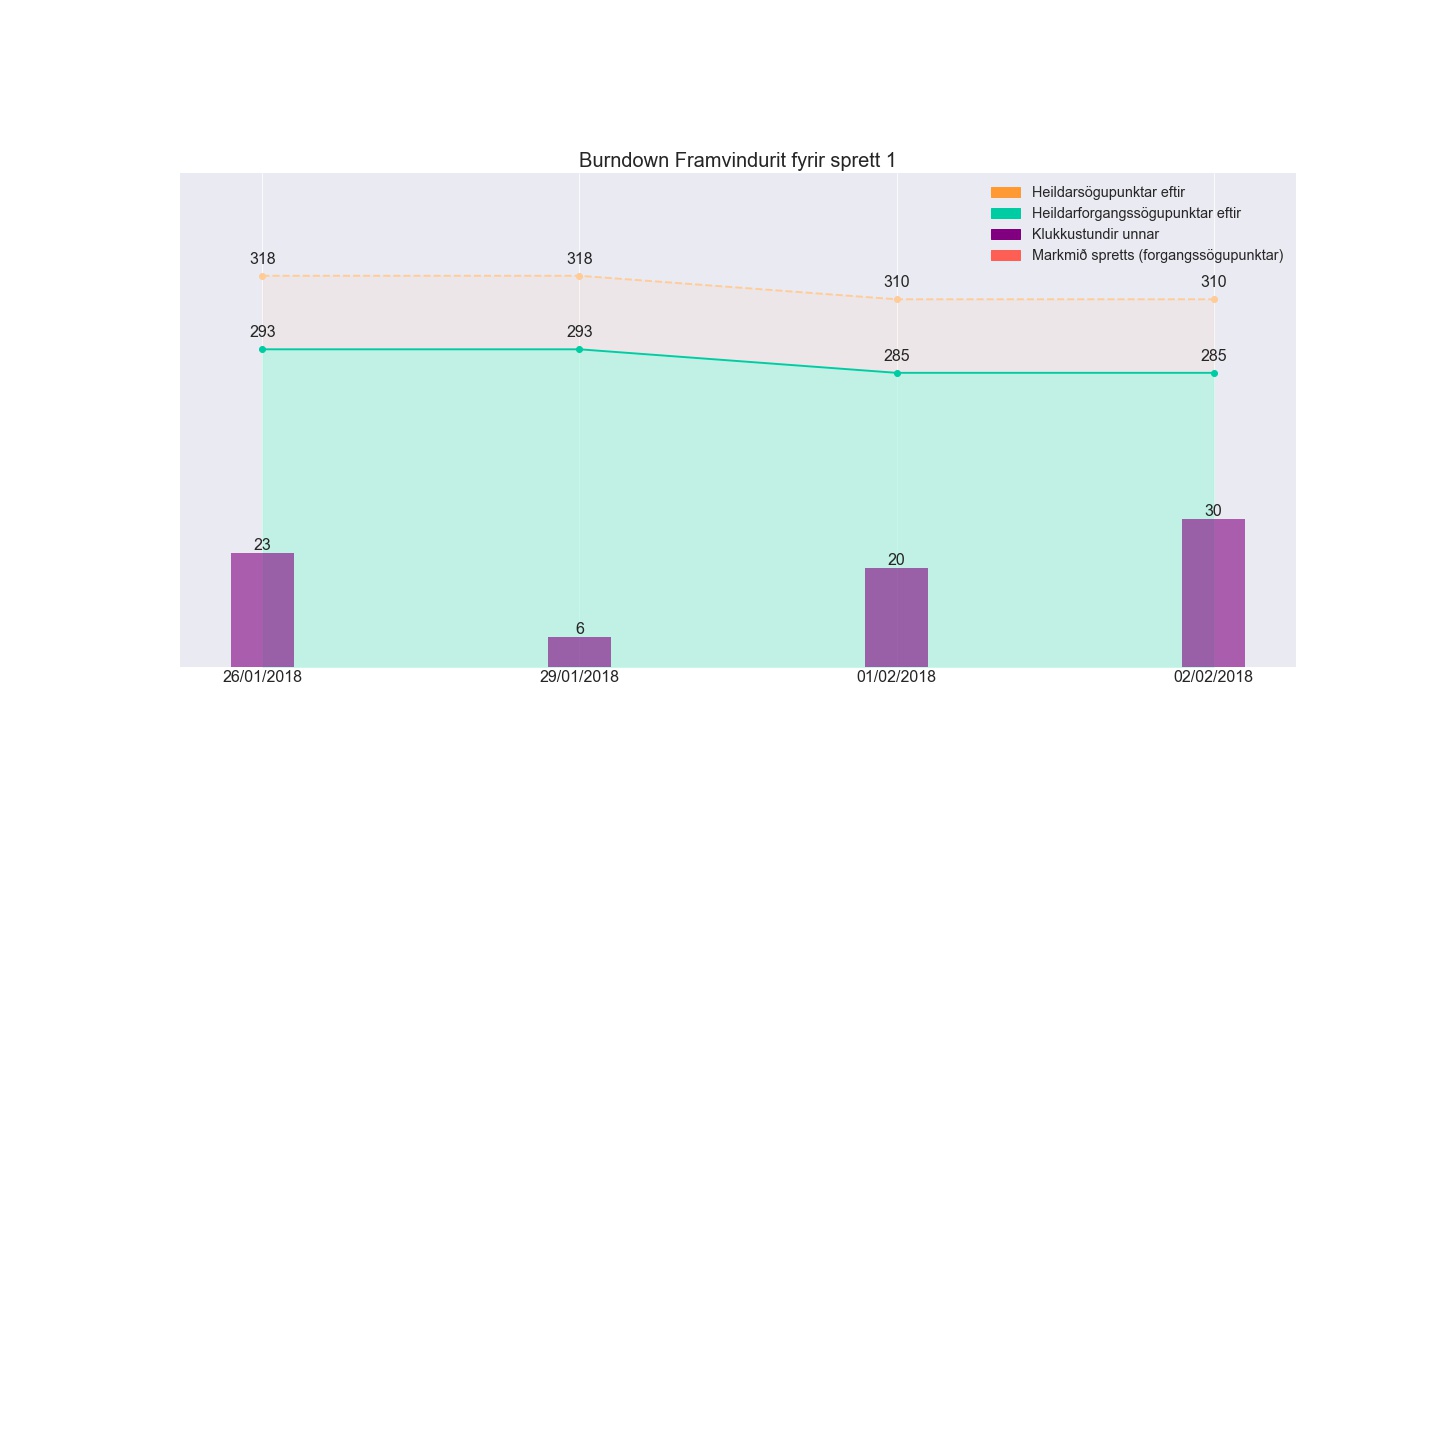 Burndown Framvindurit fyrir sprett 1
Heildarsögupunktar eftir
Heildarforgangssögupunktar eftir
Klukkustundir unnar
Markmið spretts (forgangssögupunktar)
318 318 310 310
293 293 285 285
23 6 20 30
26/01/2018 29/01/2018 01/02/2018 02/02/2018